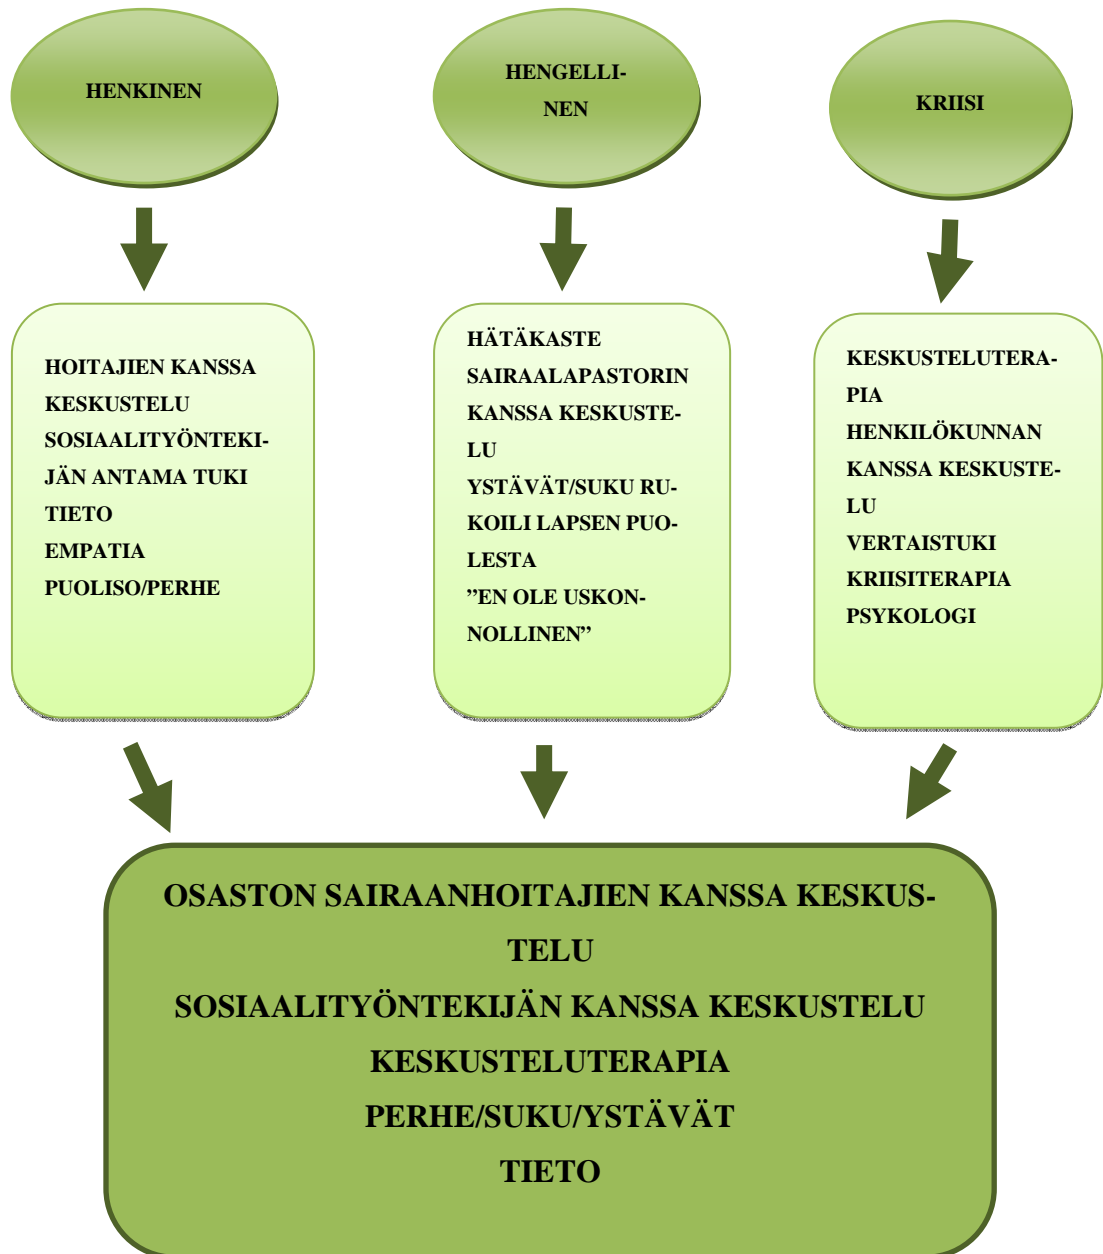 HENKINEN
HENGELLI-
NEN
KRIISI
HOITAJIEN KANSSA
KESKUSTELU
SOSIAALITYÖNTEKI-
JÄN ANTAMA TUKI
TIETO
EMPATIA
PUOLISO/PERHE
HÄTÄKASTE
SAIRAALAPASTORIN
KANSSA KESKUSTE-
LU
YSTÄVÄT/SUKU RU-
KOILI LAPSEN PUO-
LESTA
”EN OLE USKON-
NOLLINEN”
KESKUSTELUTERA-
PIA
HENKILÖKUNNAN
KANSSA KESKUSTE-
LU
VERTAISTUKI
KRIISITERAPIA
PSYKOLOGI
OSASTON SAIRAANHOITAJIEN KANSSA KESKUS-
TELU
SOSIAALITYÖNTEKIJÄN KANSSA KESKUSTELU
KESKUSTELUTERAPIA
PERHE/SUKU/YSTÄVÄT
TIETO